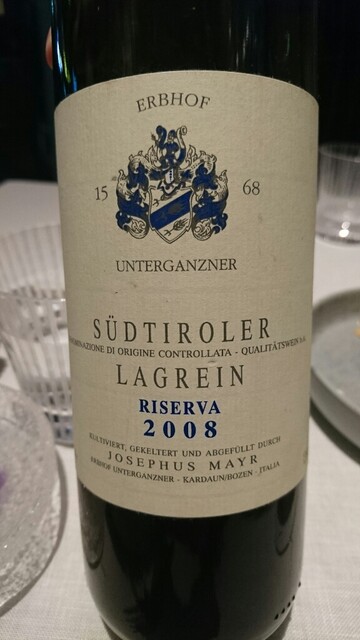 ERBHOF
15 68
UNTERGANZNER
SÜDTIROLER
DENOMINAZIONE DI ORIGINE CONTROLLATA - QUALITÄTSWEIN
LAGREIN
RISERVA
2008
KULTIVIERT, GEKELTERT UND ABGEFÜLLT DURCH
JOSEPHUS MAYR
ERBHOF UNTERGANZNER - KARDAUN/BOZEN - ITALIA